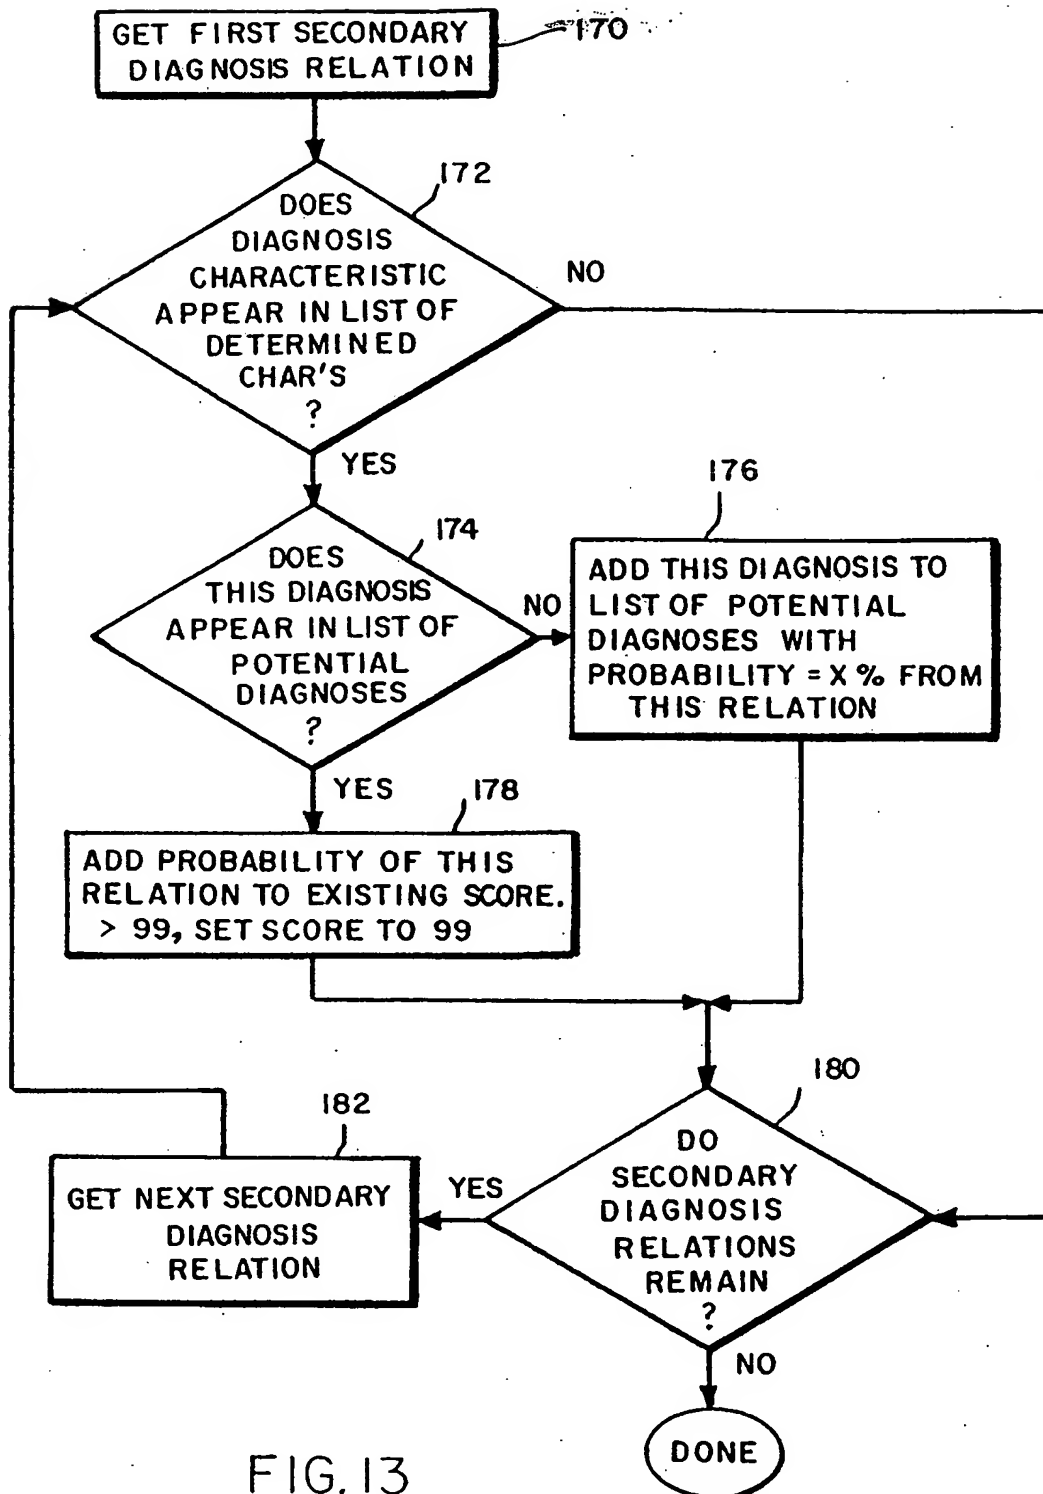 GET FIRST SECONDARY
DIAGNOSIS RELATION
170
172
DOES
DIAGNOSIS
CHARACTERISTIC
APPEAR IN LIST OF
DETERMINED
CHAR'S
?
NO
YES
174
DOES
THIS DIAGNOSIS
APPEAR IN LIST OF
POTENTIAL
DIAGNOSES
?
NO
176
ADD THIS DIAGNOSIS TO
LIST OF POTENTIAL
DIAGNOSES WITH
PROBABILITY = X % FROM
THIS RELATION
YES
178
ADD PROBABILITY OF THIS
RELATION TO EXISTING SCORE.
> 99, SET SCORE TO 99
180
DO
SECONDARY
DIAGNOSIS
RELATIONS
REMAIN
?
YES
182
GET NEXT SECONDARY
DIAGNOSIS
RELATION
NO
DONE
FIG. 13